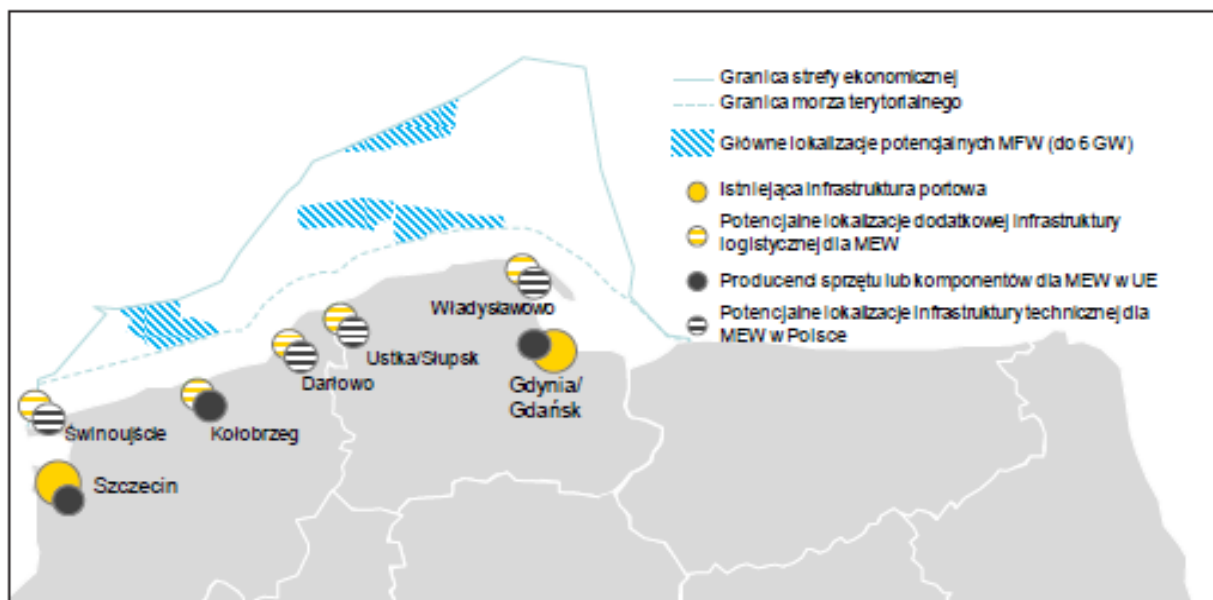 Granica strefy ekonomicznej
Granica morza terytorialnego
Główne lokalizacje potencjalnych MFW (do 6 GW)
Istniejąca infrastruktura portowa
Potencjalne lokalizacje dodatkowej infrastruktury
logistycznej dla MEW
Producenci sprzętu lub komponentów dla MEW w UE
Potencjalne lokalizacje infrastruktury technicznej dla
MEW w Polsce
Władysławowo
Ustka/Słupsk
Darłowo
Gdynia/
Gdańsk
Świnoujście
Kołobrzeg
Szczecin